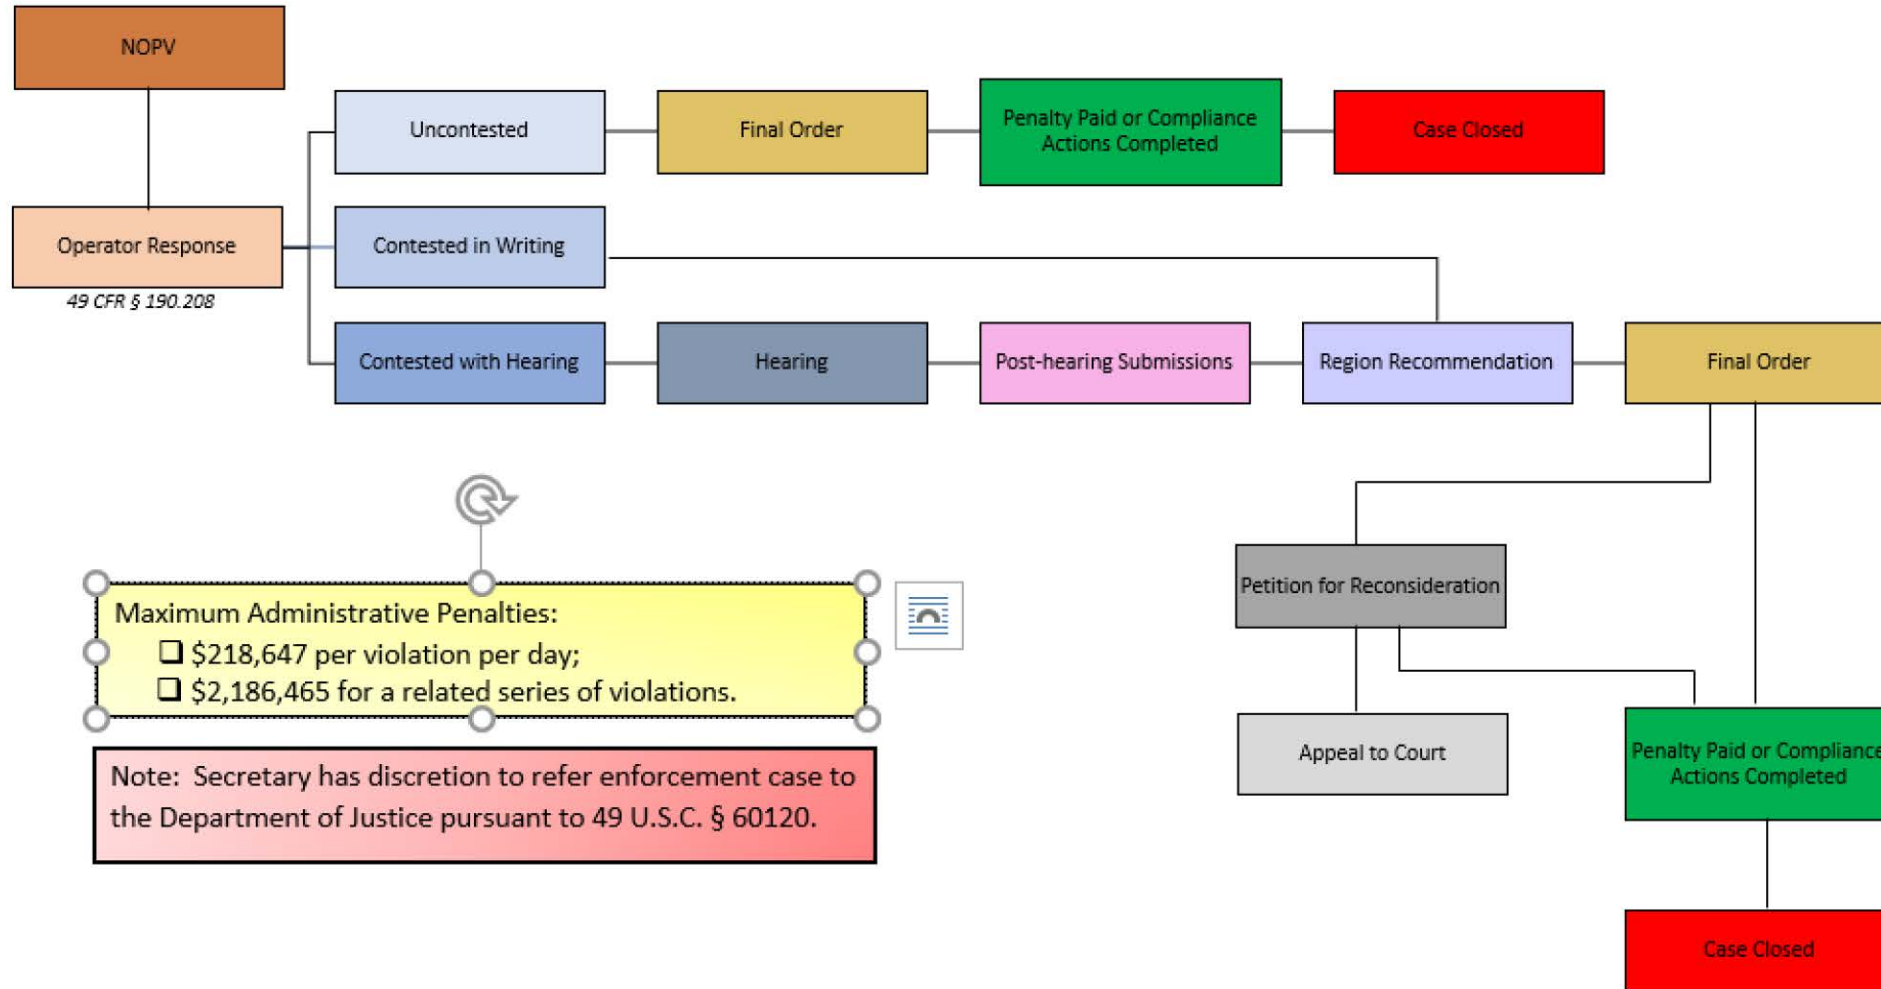 NOPV
Uncontested
Final Order
Penalty Paid or Compliance
Actions Completed
Case Closed
Operator Response
49 CFR § 190.208
Contested in Writing
Contested with Hearing
Hearing
Post-hearing Submissions
Region Recommendation
Final Order
Petition for Reconsideration
Appeal to Court
Penalty Paid or Compliance
Actions Completed
Case Closed
Maximum Administrative Penalties:
❑ $218,647 per violation per day;
❑ $2,186,465 for a related series of violations.
Note: Secretary has discretion to refer enforcement case to
the Department of Justice pursuant to 49 U.S.C. § 60120.